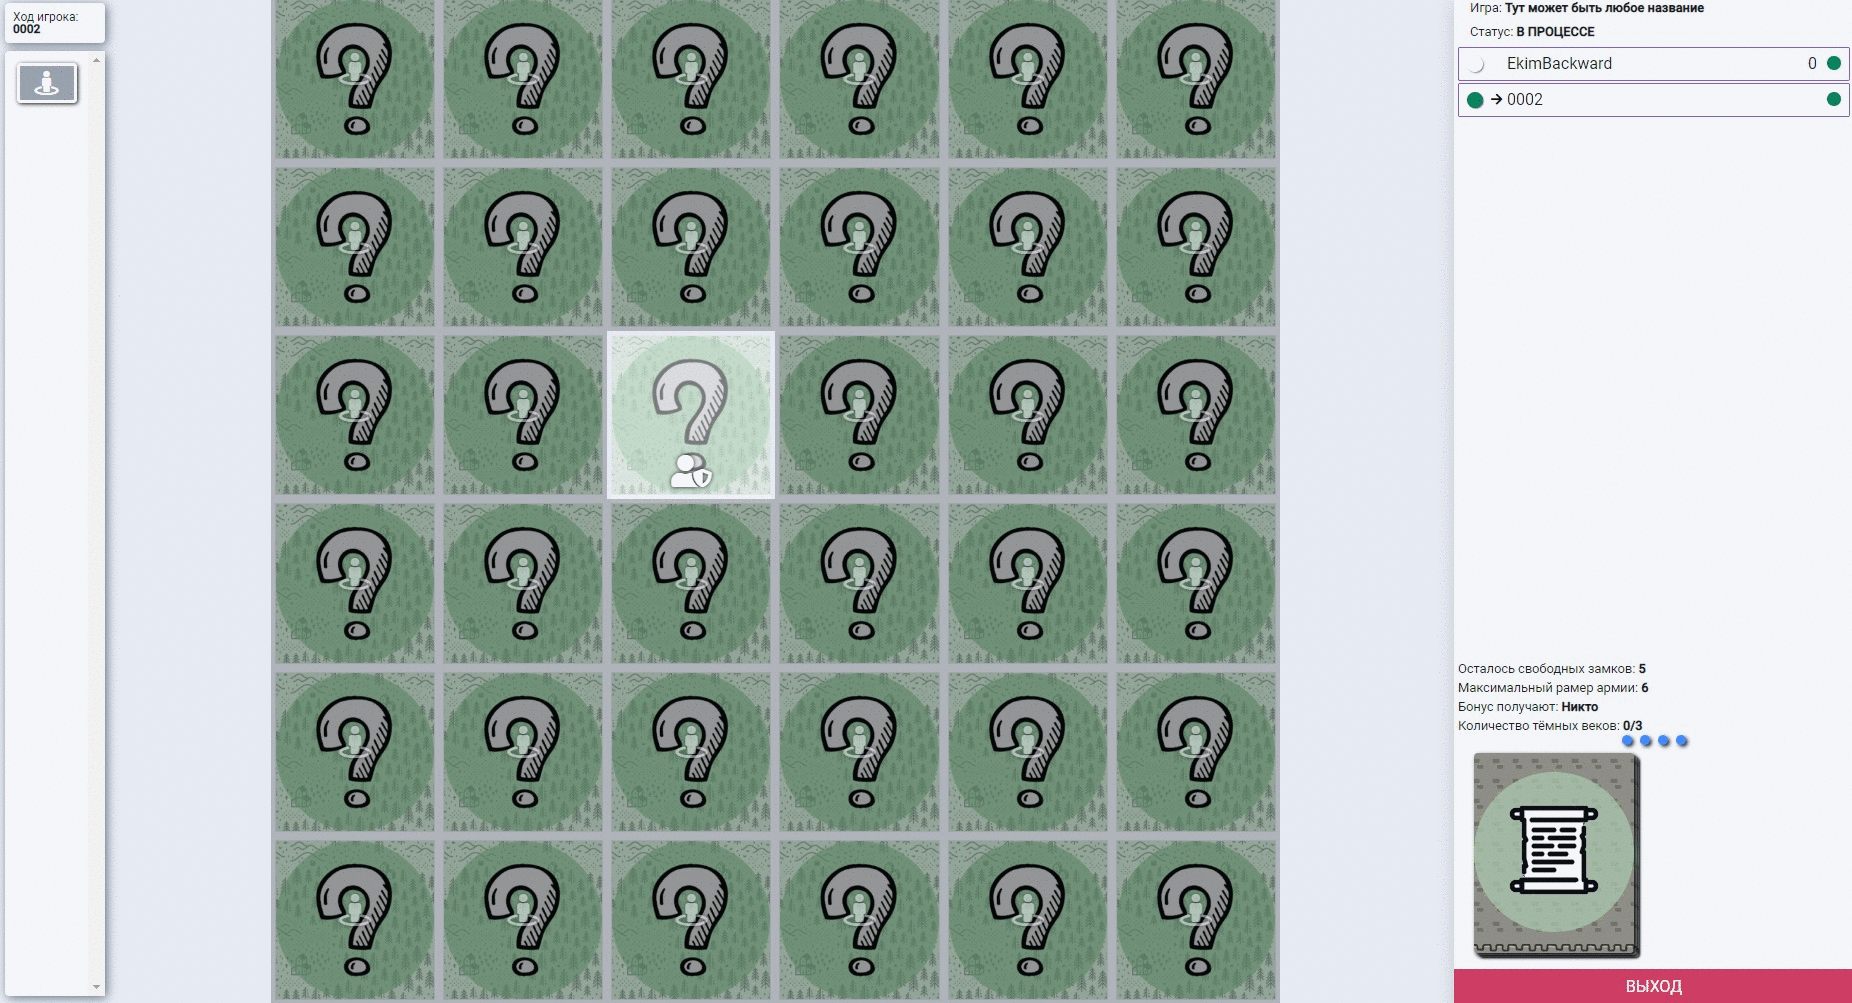 Ход игрока:
0002
Игра: Тут может быть любое название
Статус: В ПРОЦЕССЕ
EkimBackward 0
→ 0002
Осталось свободных замков: 5
Максимальный рамер армии: 6
Бонус получают: Никто
Количество тёмных веков: 0/3
ВЫХОД